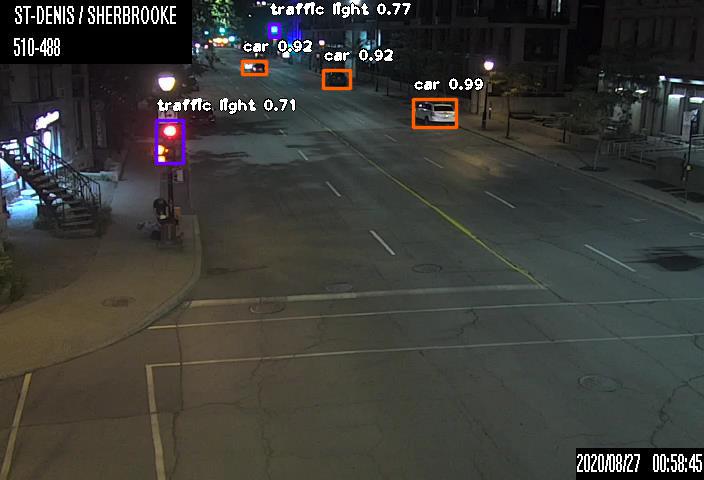 ST-DENIS / SHERBROOKE
510-488
traffic light 0.77
car 0.92
car 0.92
car 0.99
traffic light 0.71
2020/08/27 00:58:45